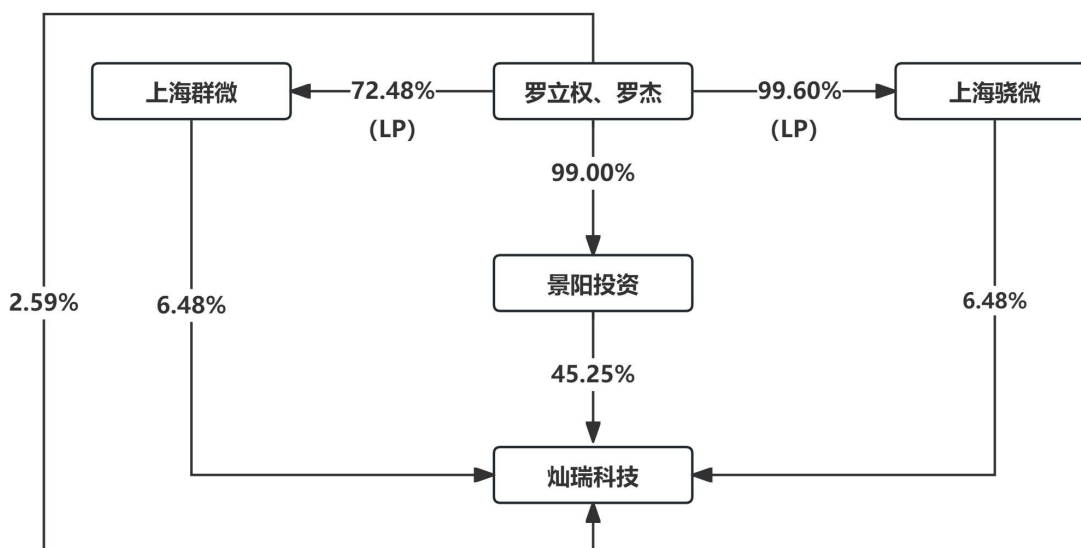 上海群微
72.48%
(LP)
罗立权、罗杰
99.60%
(LP)
上海骁微
99.00%
景阳投资
2.59%
6.48%
6.48%
45.25%
灿瑞科技